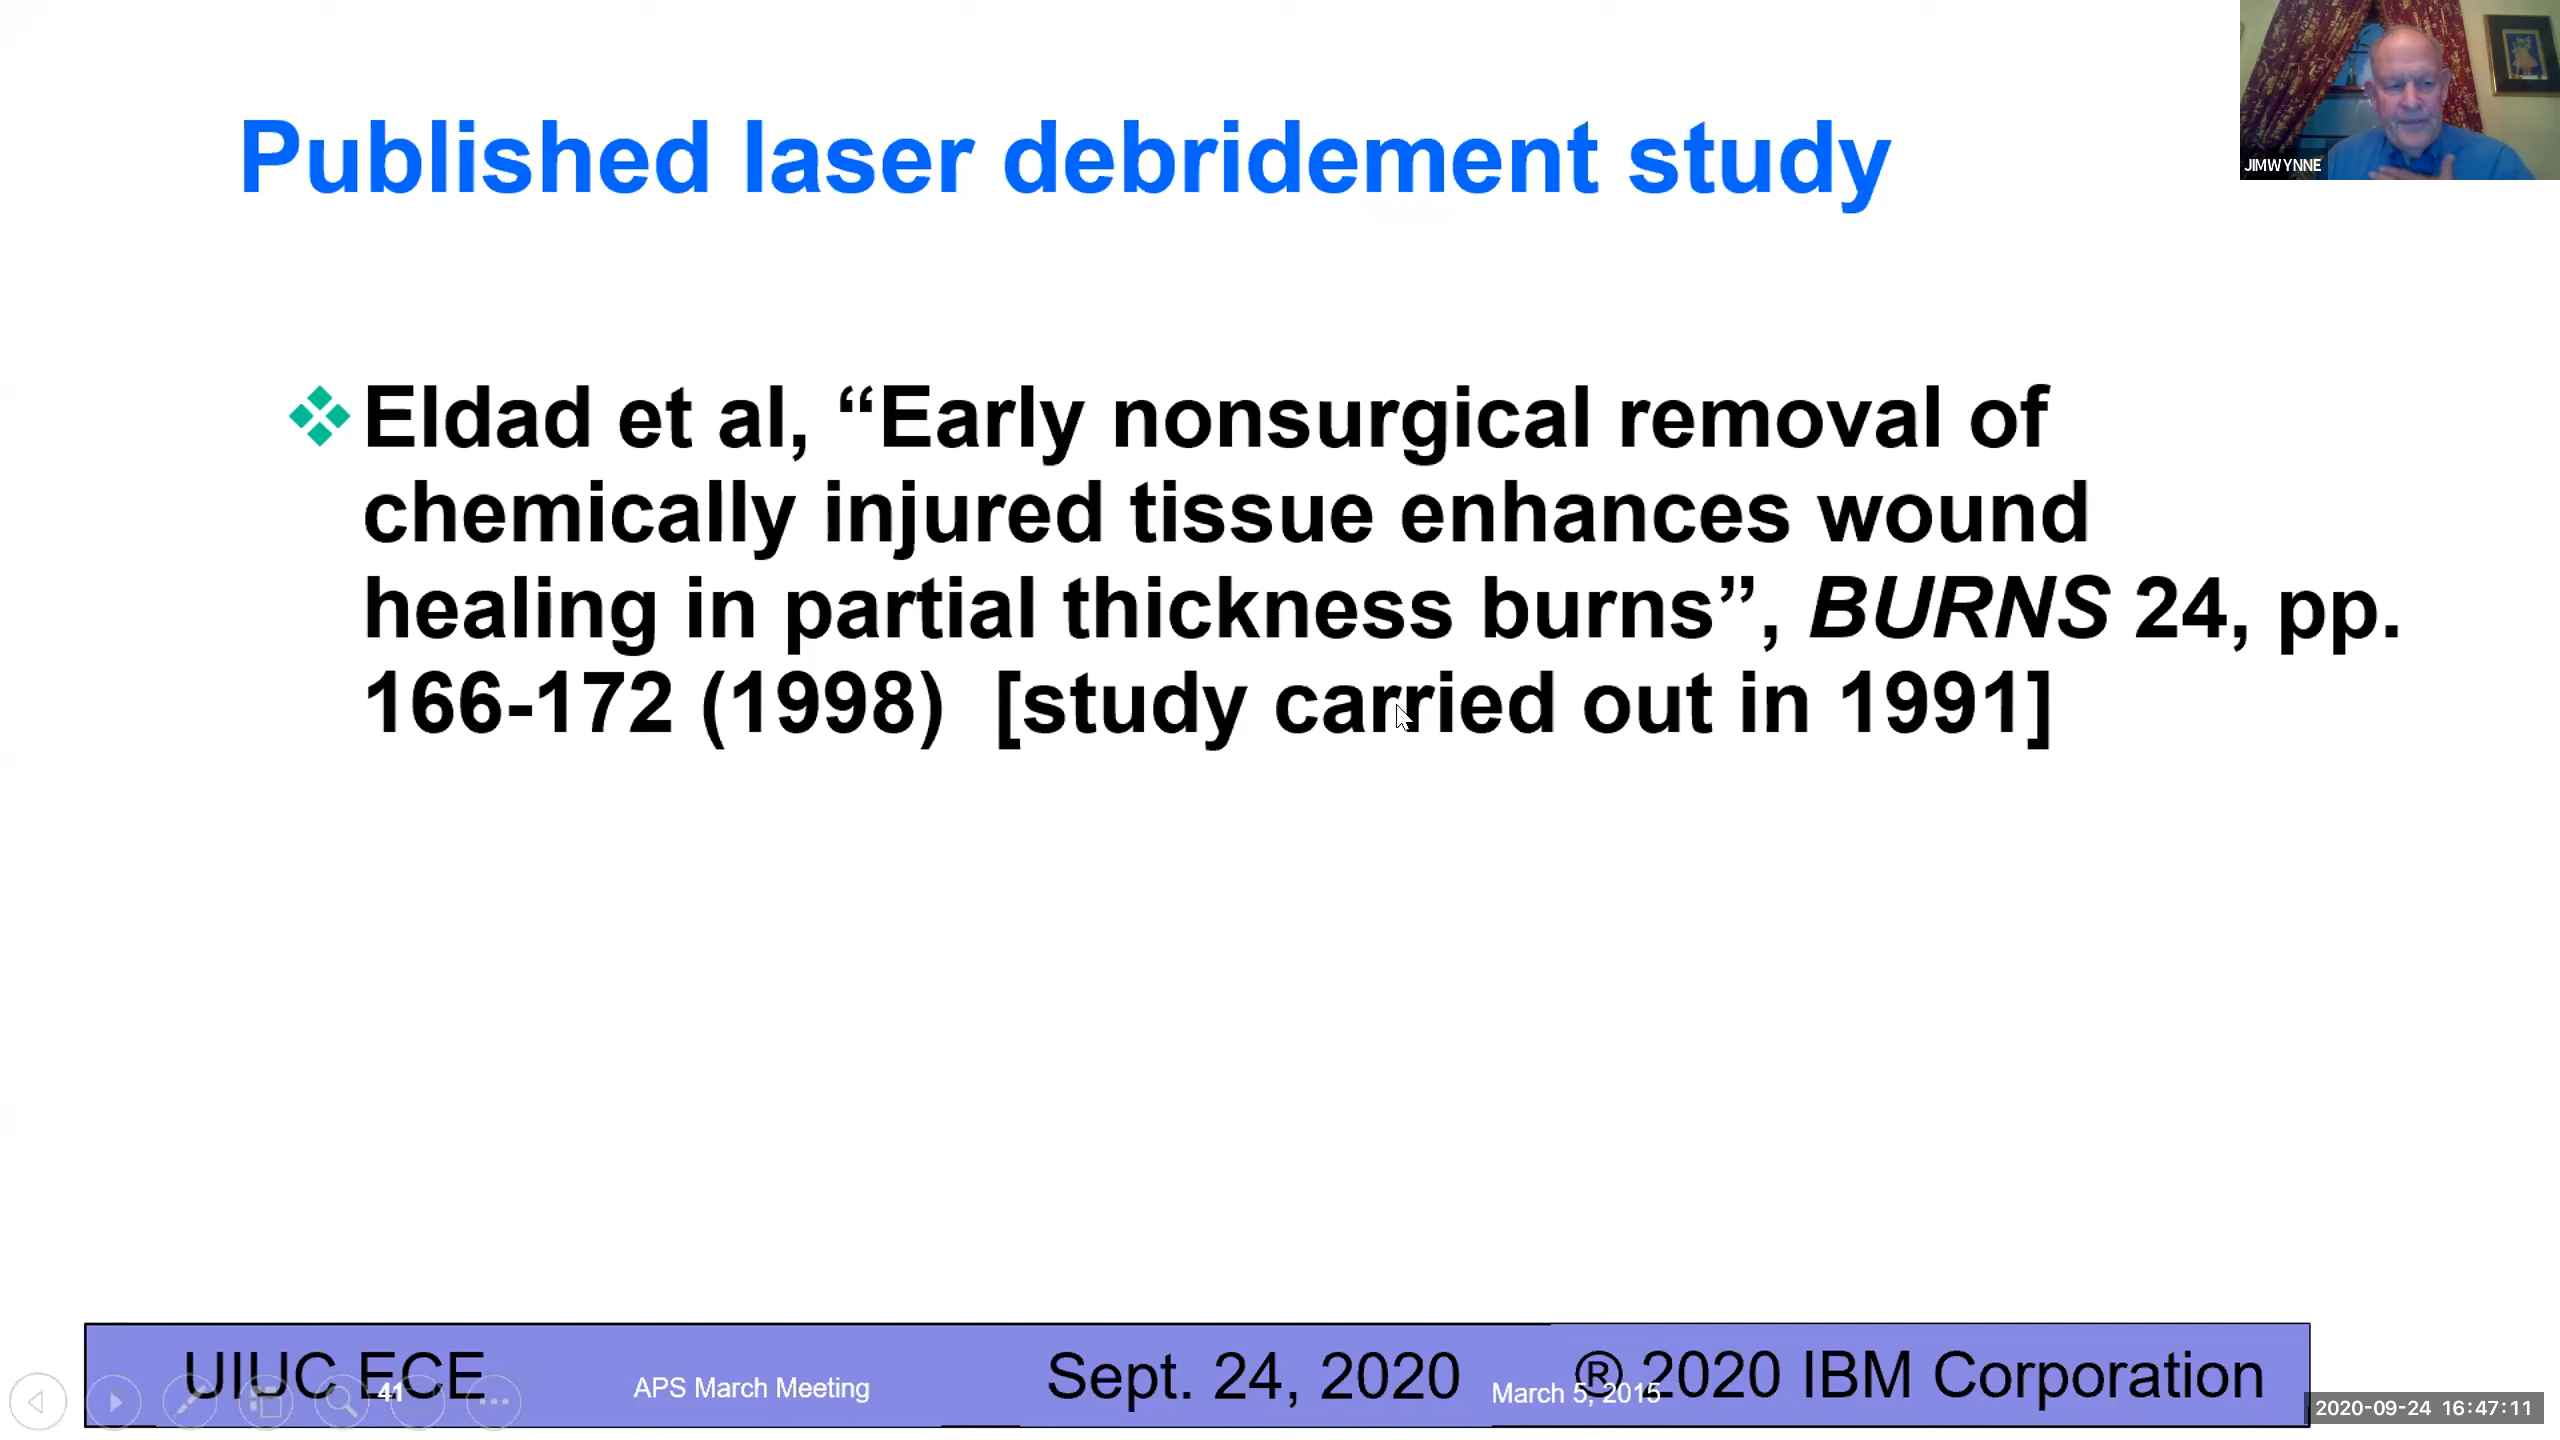 Published laser debridement study
JIMWYNNE
❖Eldad et al, “Early nonsurgical removal of
chemically injured tissue enhances wound
healing in partial thickness burns”, BURNS 24, pp.
166-172 (1998)  [study carried out in 1991]
UIUC ECE
41
APS March Meeting
Sept. 24, 2020
March 5, 2015
® 2020 IBM Corporation
2020-09-24 16:47:11